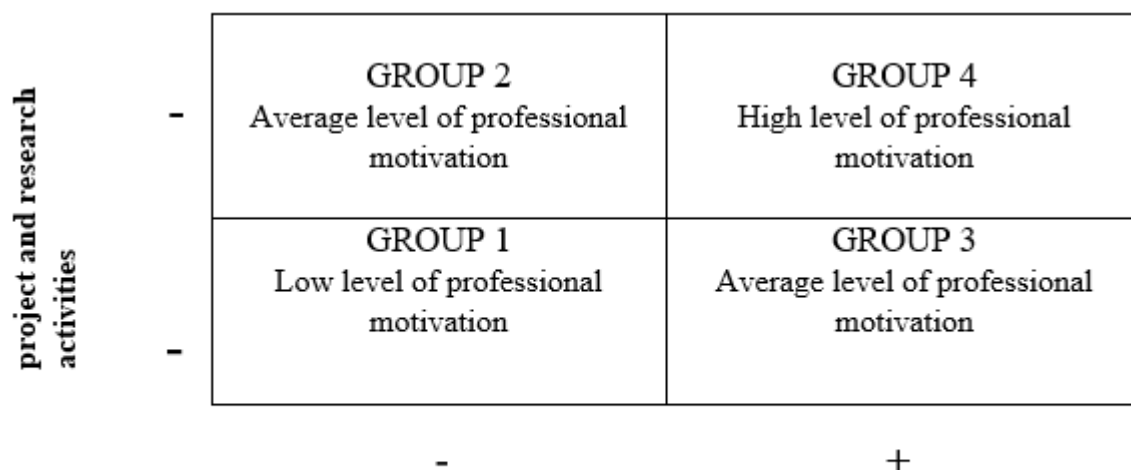 project and research
activities
-
GROUP 2
Average level of professional
motivation
GROUP 4
High level of professional
motivation
-
GROUP 1
Low level of professional
motivation
GROUP 3
Average level of professional
motivation
-
+